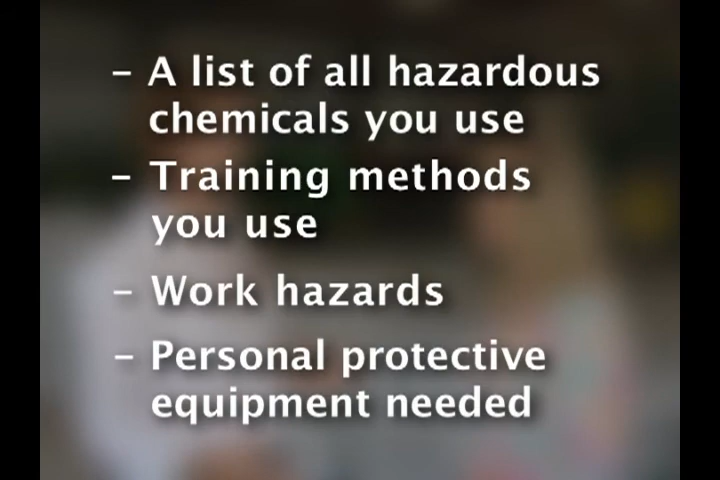 – A list of all hazardous
chemicals you use
– Training methods
you use
– Work hazards
– Personal protective
equipment needed